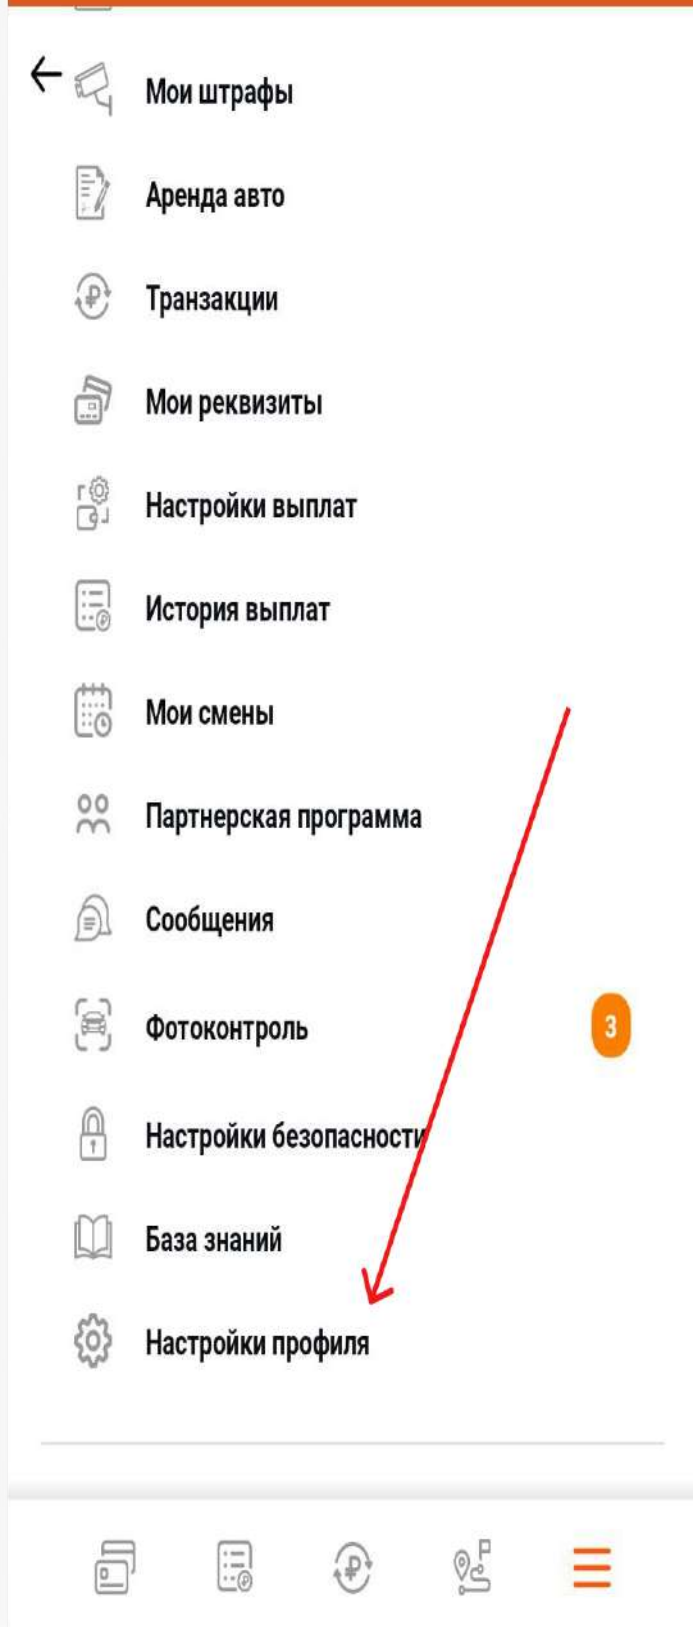 Мои штрафы
Аренда авто
Транзакции
Мои реквизиты
Настройки выплат
История выплат
Мои смены
Партнерская программа
Сообщения
Фотоконтроль
3
Настройки безопасности
База знаний
Настройки профиля